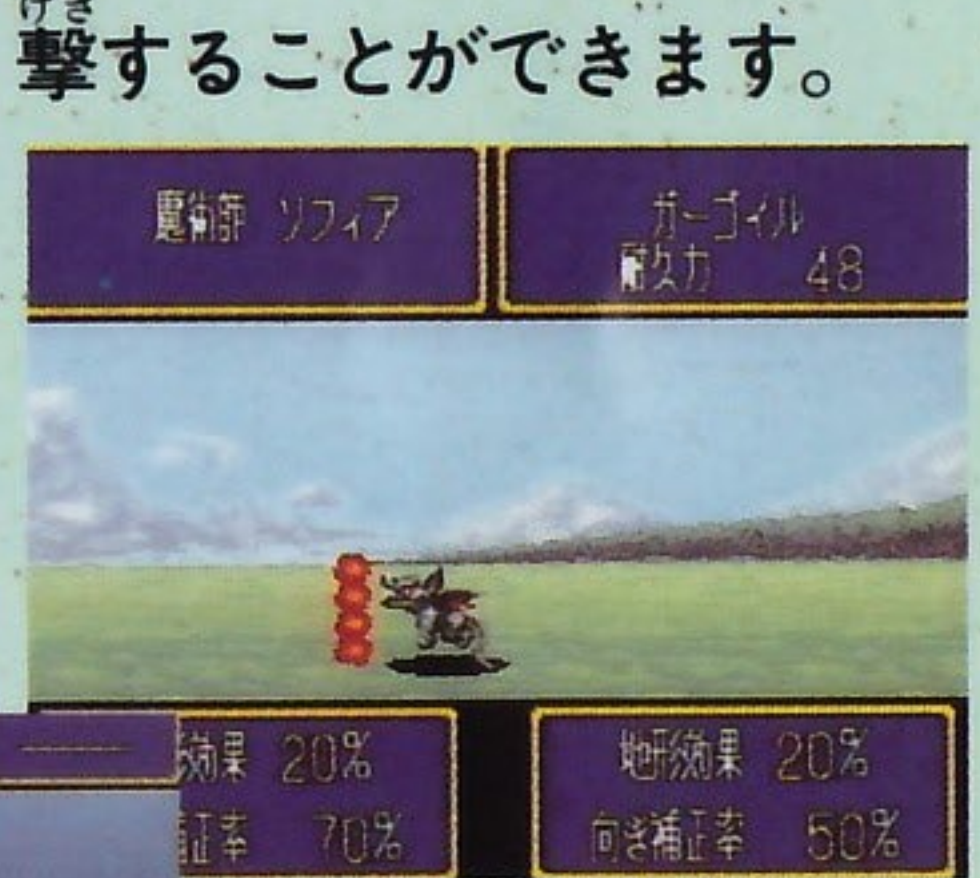 げき
撃することができます。
魔術師 ソフィア
ガーゴイル
耐久力 48
効果 20%
地形効果 20%
正率 70%
向き補正率 50%